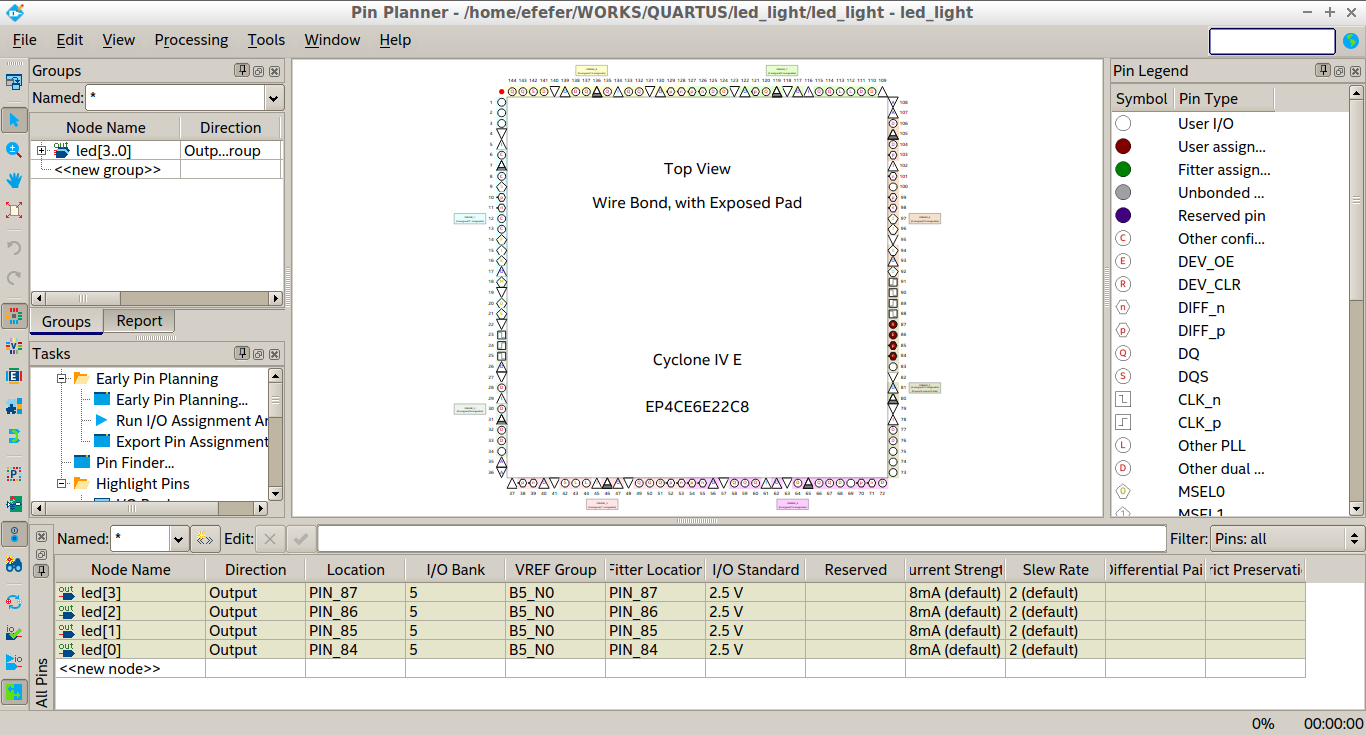 Pin Planner - /home/efefer/WORKS/QUARTUS/led_light/led_light - led_light
File Edit View Processing Tools Window Help
Groups
Named: *
Node Name Direction
led[3..0] Outp...roup
<<new group>>
Groups Report
Tasks
Early Pin Planning
Early Pin Planning...
Run I/O Assignment Ar
Export Pin Assignment
Pin Finder...
Highlight Pins
Top View
Wire Bond, with Exposed Pad
Cyclone IV E
EP4CE6E22C8
Pin Legend
Symbol Pin Type
User I/O
User assign...
Fitter assign...
Unbonded ...
Reserved pin
C Other confi...
E DEV_OE
R DEV_CLR
n DIFF_n
p DIFF_p
Q DQ
S DQS
CLK_n
CLK_p
L Other PLL
D Other dual ...
0 MSEL0
1 MSEL1
Named: * Edit: Filter: Pins: all
Node Name Direction Location I/O Bank VREF Group Fitter Location I/O Standard Reserved urrent Strengt Slew Rate Differential Pai rict Preservati
out led[3] Output PIN_87 5 B5_N0 PIN_87 2.5 V 8mA (default) 2 (default)
out led[2] Output PIN_86 5 B5_N0 PIN_86 2.5 V 8mA (default) 2 (default)
out led[1] Output PIN_85 5 B5_N0 PIN_85 2.5 V 8mA (default) 2 (default)
out led[0] Output PIN_84 5 B5_N0 PIN_84 2.5 V 8mA (default) 2 (default)
<<new node>>
All Pins
0% 00:00:00